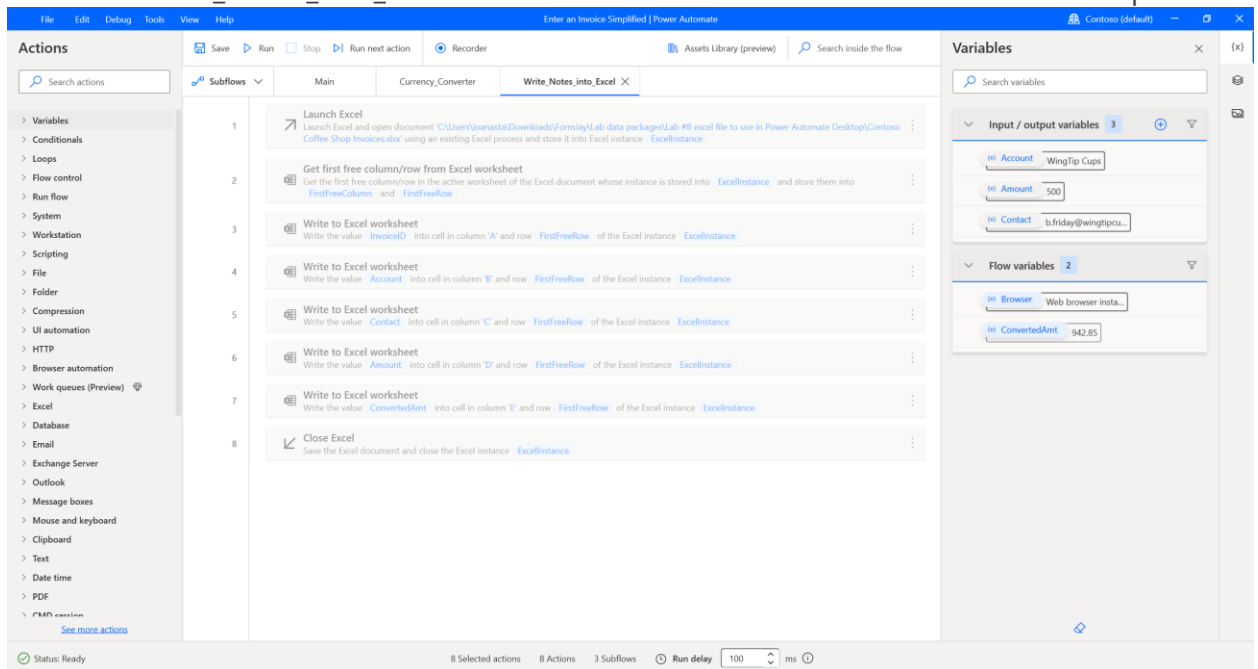 File Edit Debug Tools View Help
Enter an Invoice Simplified | Power Automate
Contoso (default)
Actions
Search actions
Variables
Conditionals
Loops
Flow control
Run flow
System
Workstation
Scripting
File
Folder
Compression
UI automation
HTTP
Browser automation
Work queues (Preview)
Excel
Database
Email
Exchange Server
Outlook
Message boxes
Mouse and keyboard
Clipboard
Text
Date time
PDF
CMD session
See more actions
Save Run Stop Run next action Recorder
Assets Library (preview) Search inside the flow
Subflows Main Currency_Converter Write_Notes_into_Excel
1 Launch Excel
Launch Excel and open document 'C:\Users\ioanasta\Downloads\FormJay\Lab data packages\Lab #8 excel file to use in Power Automate Desktop\Contoso
Coffee Shop Invoices.xlsx' using an existing Excel process and store it into Excel instance ExcelInstance
2 Get first free column/row from Excel worksheet
Get the first free column/row in the active worksheet of the Excel document whose instance is stored into ExcelInstance and store them into
FirstFreeColumn and FirstFreeRow
3 Write to Excel worksheet
Write the value InvoiceID into cell in column 'A' and row FirstFreeRow of the Excel instance ExcelInstance
4 Write to Excel worksheet
Write the value Account into cell in column 'B' and row FirstFreeRow of the Excel instance ExcelInstance
5 Write to Excel worksheet
Write the value Contact into cell in column 'C' and row FirstFreeRow of the Excel instance ExcelInstance
6 Write to Excel worksheet
Write the value Amount into cell in column 'D' and row FirstFreeRow of the Excel instance ExcelInstance
7 Write to Excel worksheet
Write the value ConvertedAmt into cell in column 'E' and row FirstFreeRow of the Excel instance ExcelInstance
8 Close Excel
Save the Excel document and close the Excel instance ExcelInstance
Variables
{x}
Search variables
Input / output variables 3
(x) Account WingTip Cups
(x) Amount 500
(x) Contact b.friday@wingtipcu...
Flow variables 2
(x) Browser Web browser insta...
(x) ConvertedAmt 942.85
Status: Ready
8 Selected actions 8 Actions 3 Subflows Run delay 100 ms